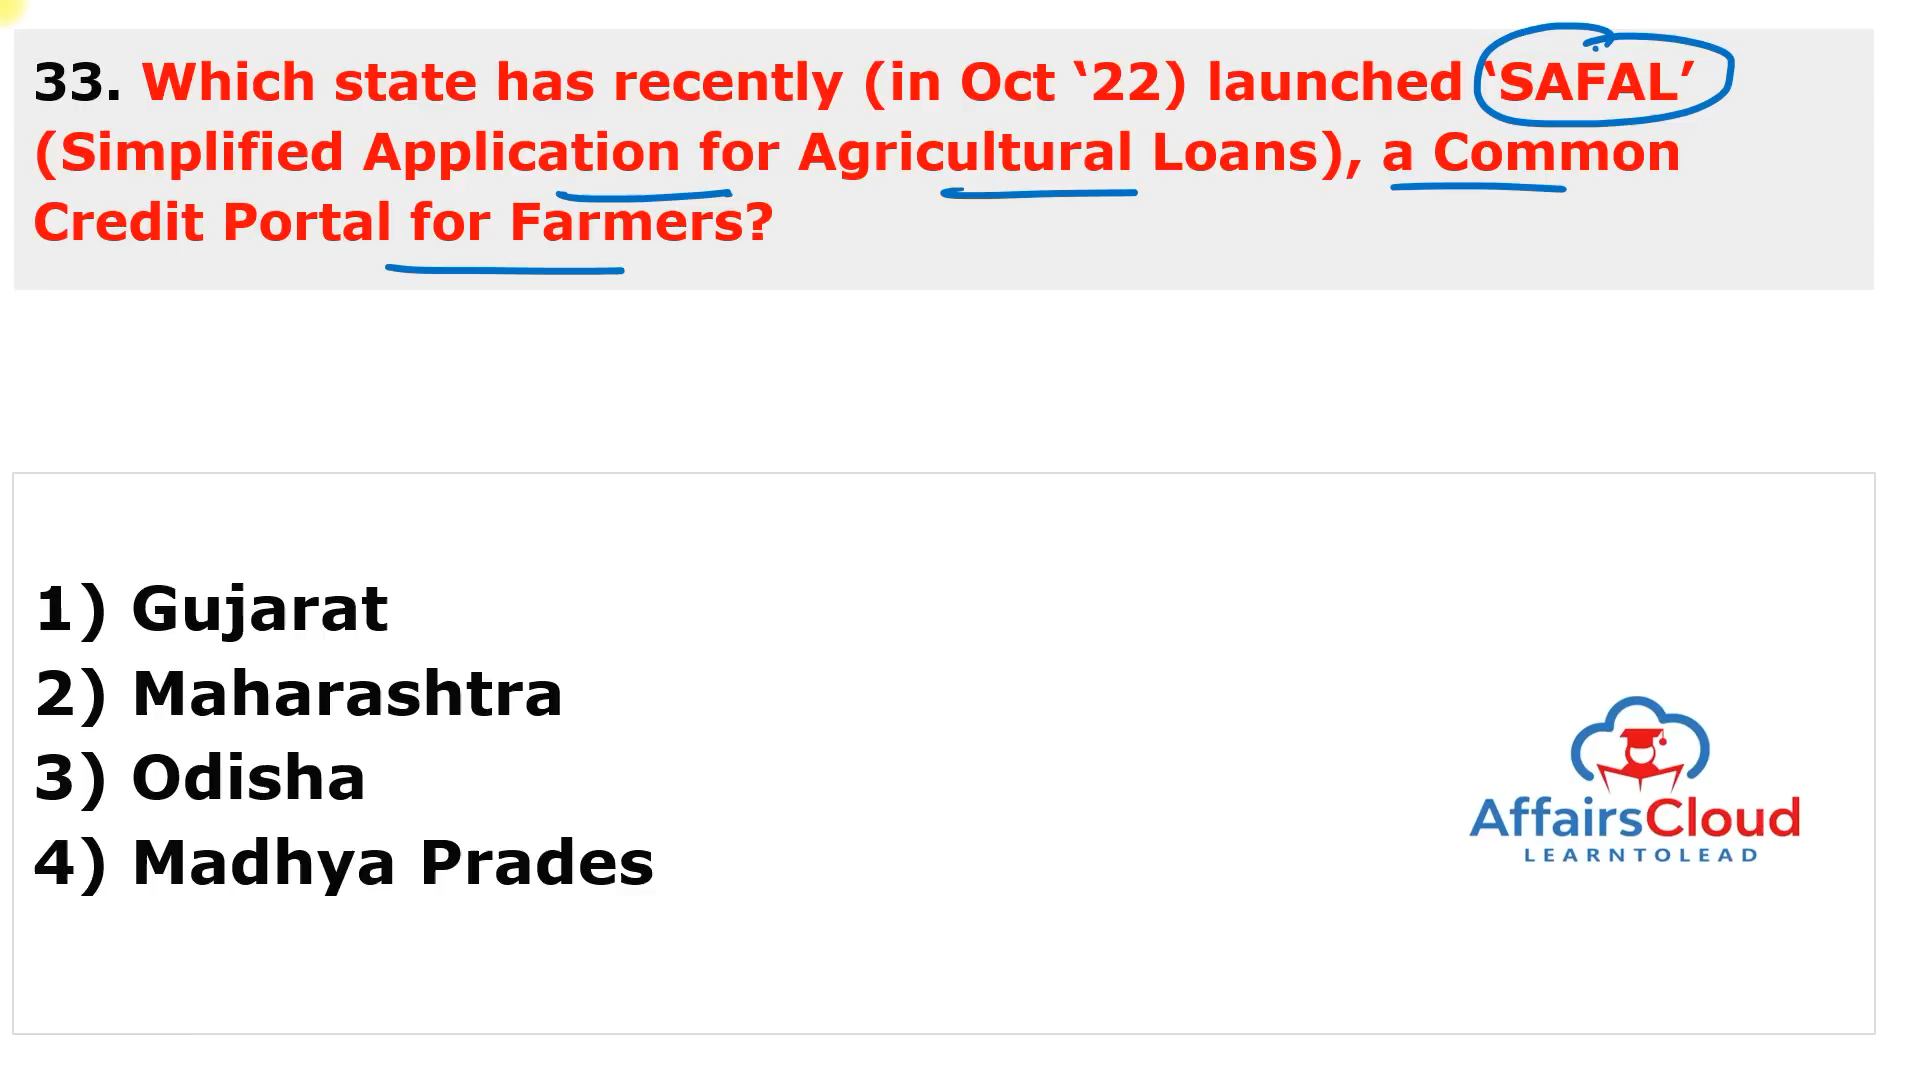 33. Which state has recently (in Oct ‘22) launched ‘SAFAL’
(Simplified Application for Agricultural Loans), a Common
Credit Portal for Farmers?
1) Gujarat
2) Maharashtra
3) Odisha
4) Madhya Prades
AffairsCloud
LEARNTOLEAD